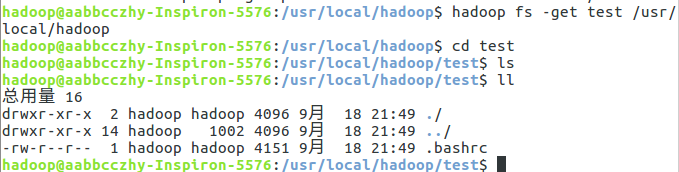 hadoop@aabbcczhy-Inspiron-5576:/usr/local/hadoop$ hadoop fs -get test /usr/
local/hadoop
hadoop@aabbcczhy-Inspiron-5576:/usr/local/hadoop$ cd test
hadoop@aabbcczhy-Inspiron-5576:/usr/local/hadoop/test$ ls
hadoop@aabbcczhy-Inspiron-5576:/usr/local/hadoop/test$ ll
总用量 16
drwxr-xr-x  2 hadoop hadoop 4096 9月  18 21:49 ./
drwxr-xr-x 14 hadoop   1002 4096 9月  18 21:49 ../
-rw-r--r--  1 hadoop hadoop 4151 9月  18 21:49 .bashrc
hadoop@aabbcczhy-Inspiron-5576:/usr/local/hadoop/test$